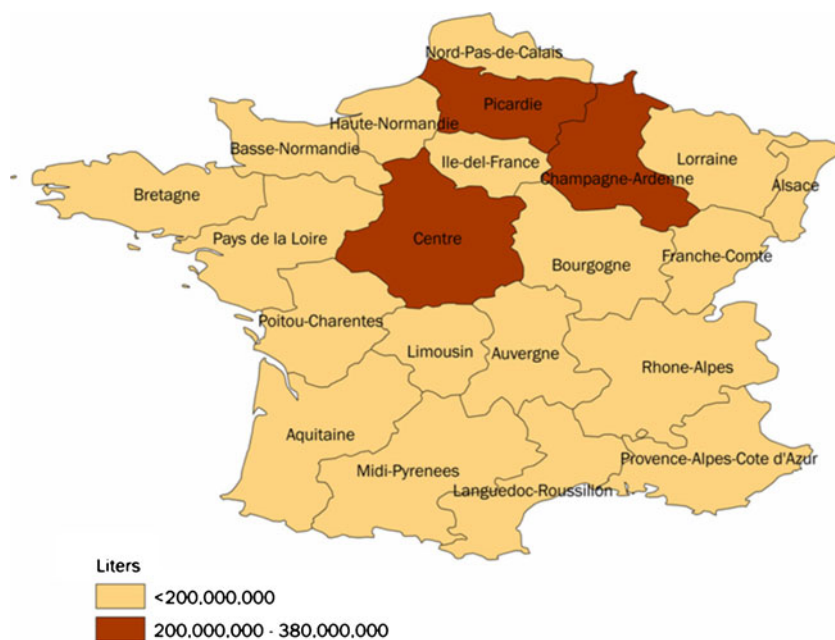 Nord-Pas-de-Calais
Picardie
Haute-Normandie
Basse-Normandie
Ile-del-France
Lorraine
Champagne-Ardenne
Alsace
Bretagne
Pays de la Loire
Centre
Bourgogne
Franche-Comte
Poitou-Charentes
Limousin
Auvergne
Rhone-Alpes
Aquitaine
Midi-Pyrenees
Provence-Alpes-Cote d'Azur
Languedoc-Roussillon
Liters
<200,000,000
200,000,000 - 380,000,000